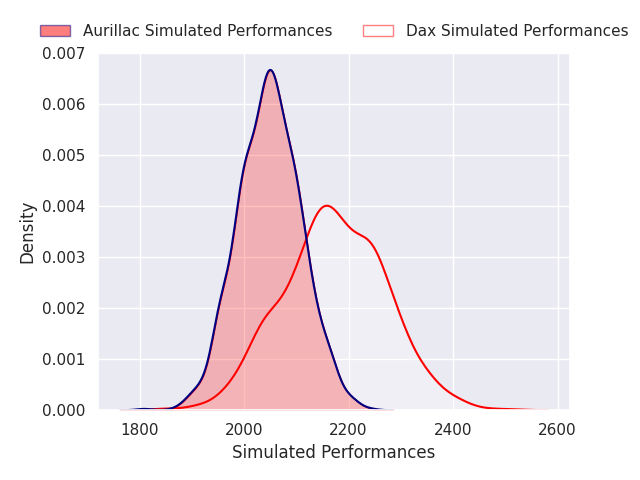 Aurillac Simulated Performances Dax Simulated Performances
0.007
0.006
0.005
0.004
0.003
0.002
0.001
0.000
Density
1800 2000 2200 2400 2600
Simulated Performances